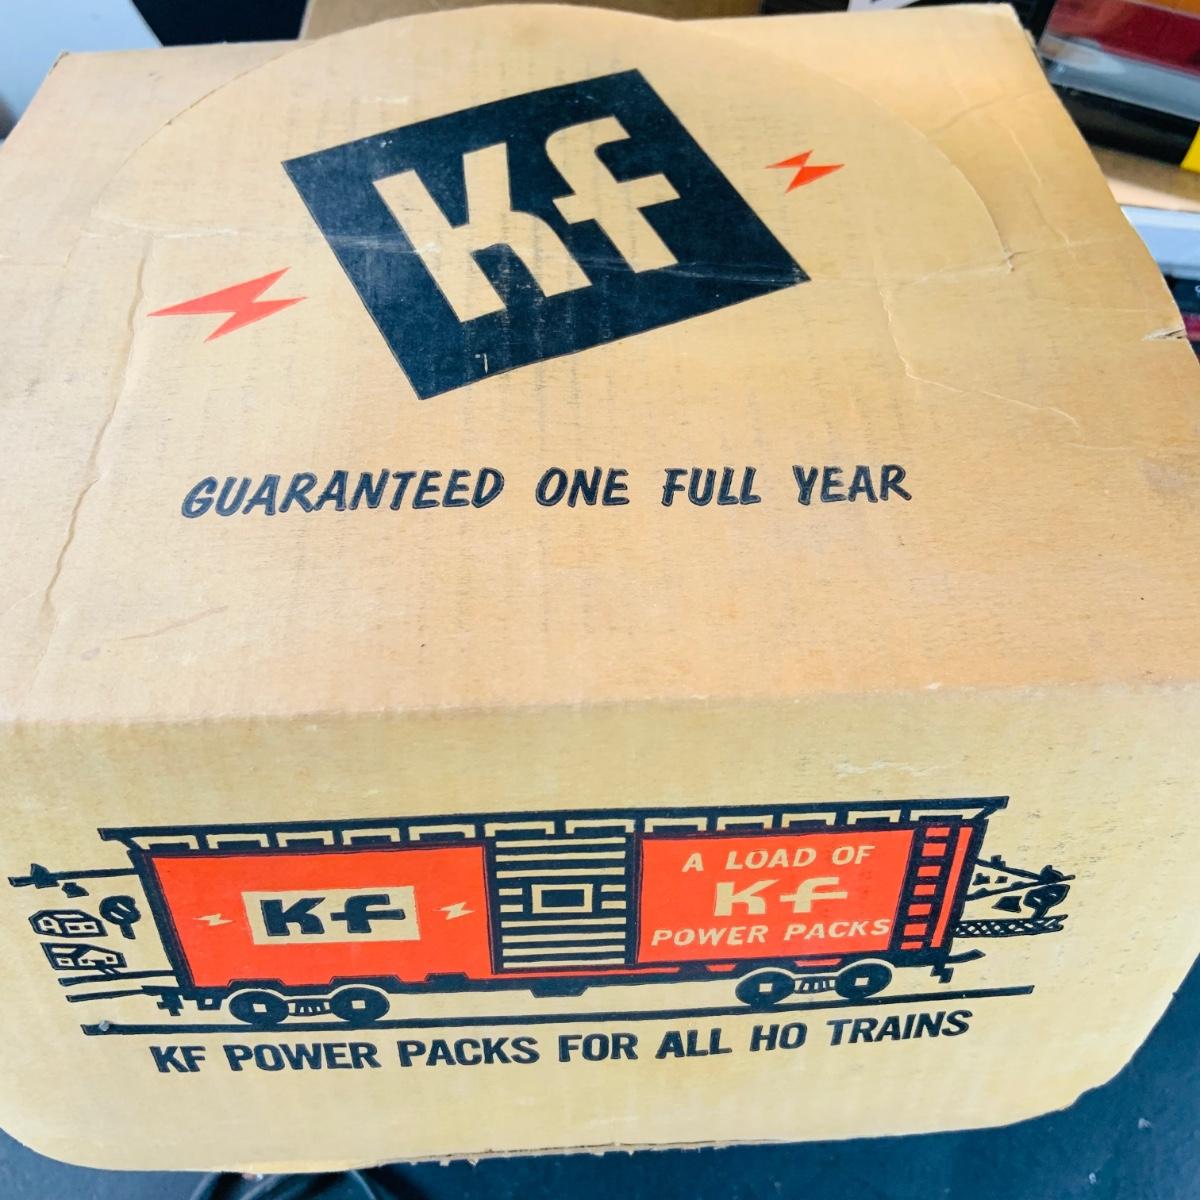 Kf
GUARANTEED ONE FULL YEAR
Kf
A LOAD OF
Kf
POWER PACKS
KF POWER PACKS FOR ALL HO TRAINS